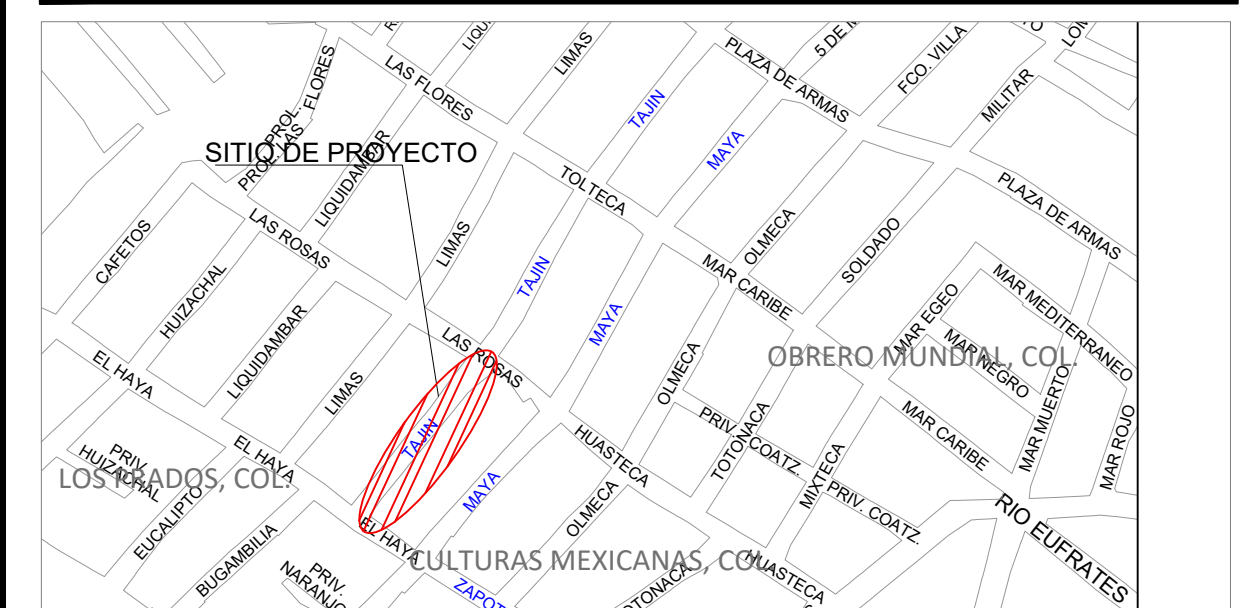 LIMAS
PLAZA DE ARMAS
5 DE
FCO. VILLA
LAS FLORES
PROL.
FLORES
PROL. LAS
TAJIN
MAYA
MILITAR
SITIO DE PROYECTO
LIQUIDAMBAR
TOLTECA
PLAZA DE ARMAS
CAFETOS
LAS ROSAS
LIMAS
OLMECA
SOLDADO
HUIZACHAL
TAJIN
MAR CARIBE
MAR MEDITERRANEO
LIQUIDAMBAR
MAYA
MAR EGEO
MAR NEGRO
OBRERO MUNDIAL, COL.
EL HAYA
LIMAS
LAS ROSAS
OLMECA
MAR CARIBE
MAR MUERTO
MAR ROJO
PRIV. COATZ.
TOTONACA
TAJIN
HUASTECA
EL HAYA
PRIV.
HUIZACHAL
LOS PRADOS, COL.
MAYA
MIXTECA
PRIV. COATZ.
EUCALIPTO
OLMECA
RIO EUFRATES
BUGAMBILIA
EL HAYA
CULTURAS MEXICANAS, COL.
HUASTECA
PRIV.